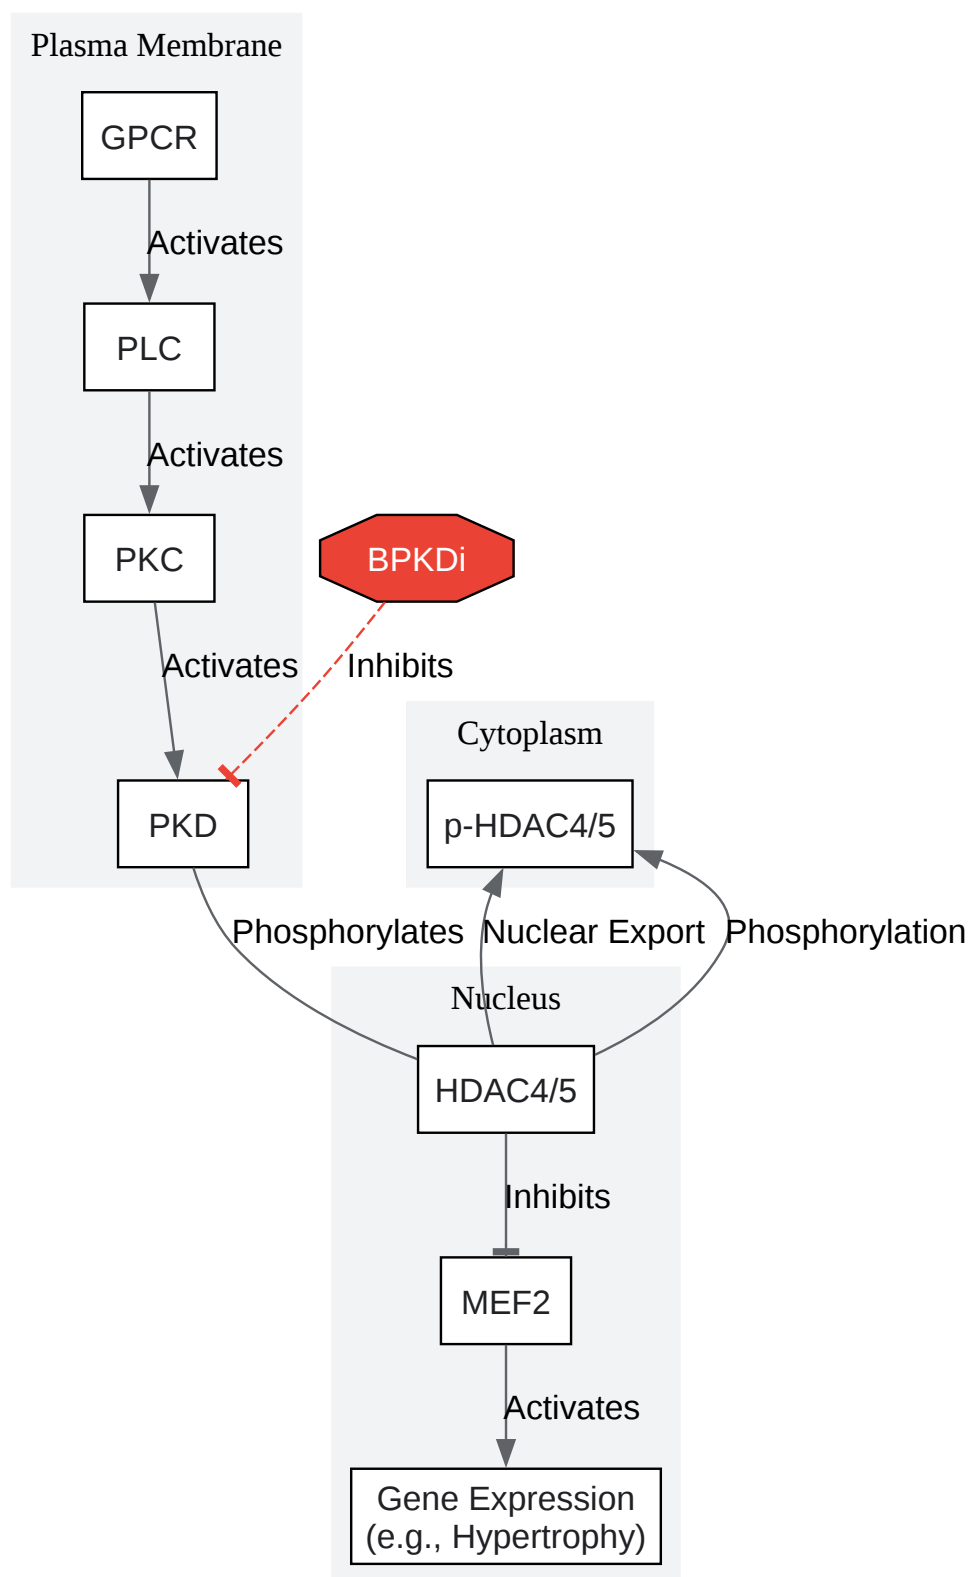 Plasma Membrane
GPCR
Activates
PLC
Activates
PKC
BPKDi
Activates
Inhibits
Cytoplasm
PKD
p-HDAC4/5
Phosphorylates
Nuclear Export
Phosphorylation
Nucleus
HDAC4/5
Inhibits
MEF2
Activates
Gene Expression
(e.g., Hypertrophy)